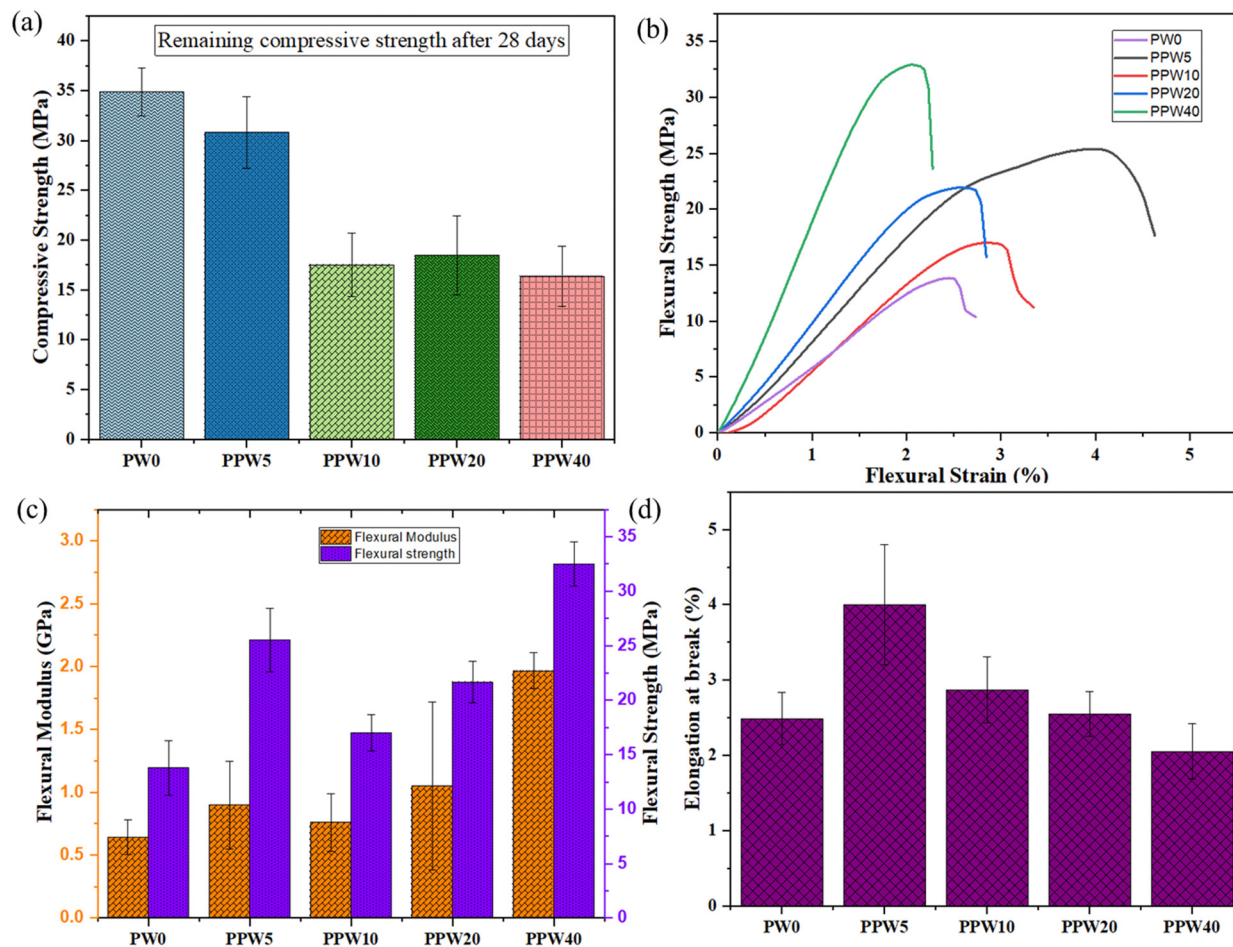 (a)
Remaining compressive strength after 28 days
Compressive Strength (MPa)
40
35
30
25
20
15
10
5
0
PW0 PPW5 PPW10 PPW20 PPW40
(b)
PW0
PPW5
PPW10
PPW20
PPW40
Flexural Strength (MPa)
35
30
25
20
15
10
5
0
0 1 2 3 4 5
Flexural Strain (%)
(c)
Flexural Modulus
Flexural strength
Flexural Modulus (GPa)
3.0
2.5
2.0
1.5
1.0
0.5
0.0
35
30
25
20
15
10
5
0
Flexural Strength (MPa)
PW0 PPW5 PPW10 PPW20 PPW40
(d)
Elongation at break (%)
5
4
3
2
1
0
PW0 PPW5 PPW10 PPW20 PPW40